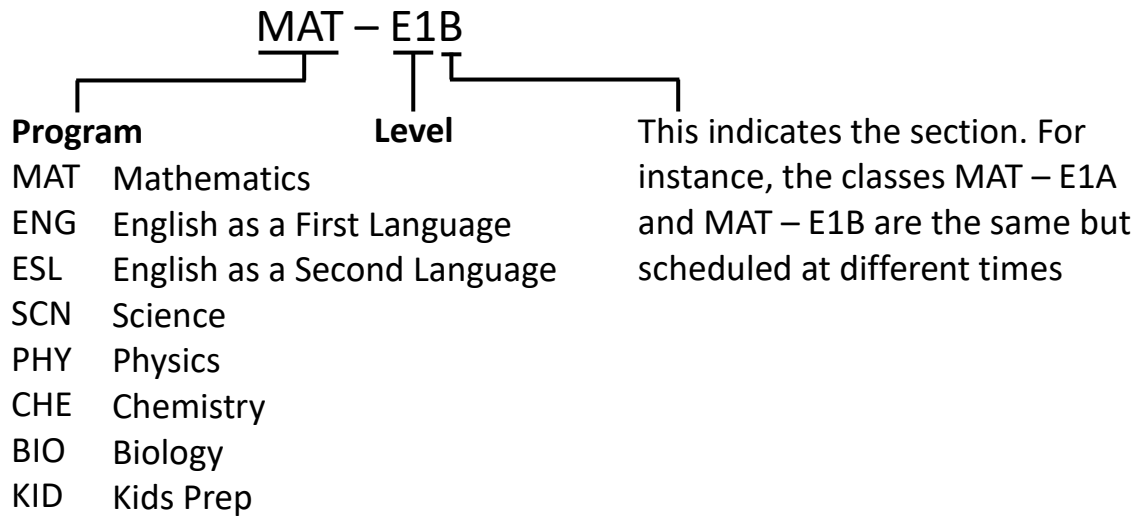 MAT – E1B
Program
MAT Mathematics
ENG English as a First Language
ESL English as a Second Language
SCN Science
PHY Physics
CHE Chemistry
BIO Biology
KID Kids Prep
Level
This indicates the section. For
instance, the classes MAT – E1A
and MAT – E1B are the same but
scheduled at different times